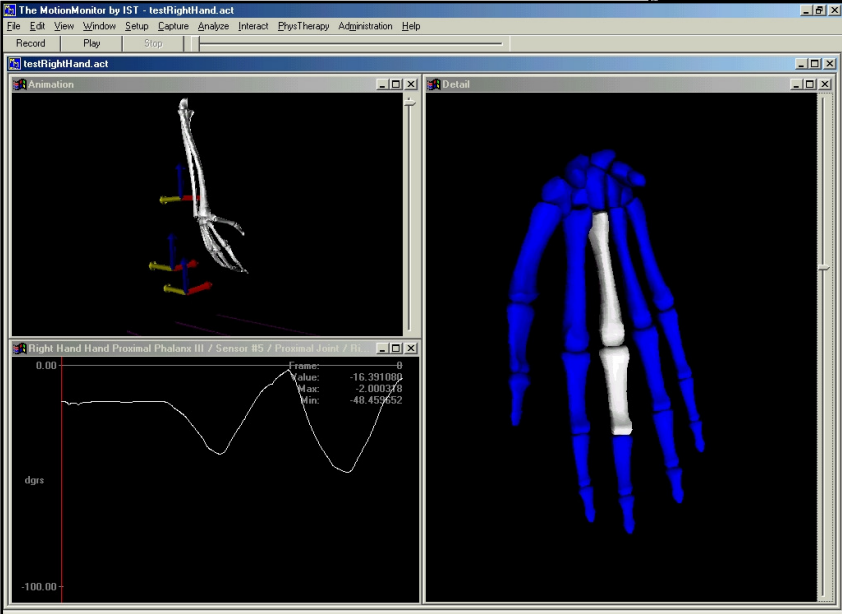 The MotionMonitor by IST - testRightHand.act
File Edit View Window Setup Capture Analyze Interact PhysTherapy Administration Help
Record Play Stop
testRightHand.act
Animation
Detail
Right Hand Hand Proximal Phalanx III / Sensor #5 / Proximal Joint / Ri...
0.00
Frame: 0
Value: -16.391080
Max: -2.000318
Min: -48.459652
dgrs
-100.00